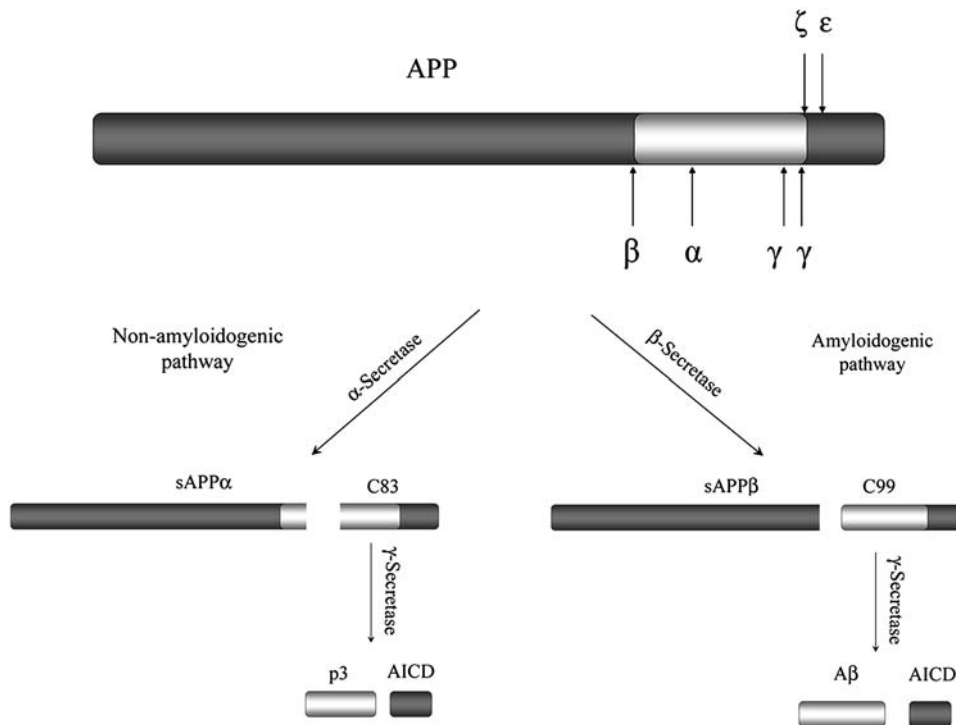 ζ ε
APP
β α γ γ
Non-amyloidogenic
pathway
α-Secretase
β-Secretase
Amyloidogenic
pathway
sAPPα C83
sAPPβ C99
γ-Secretase
γ-Secretase
p3 AICD
Aβ AICD